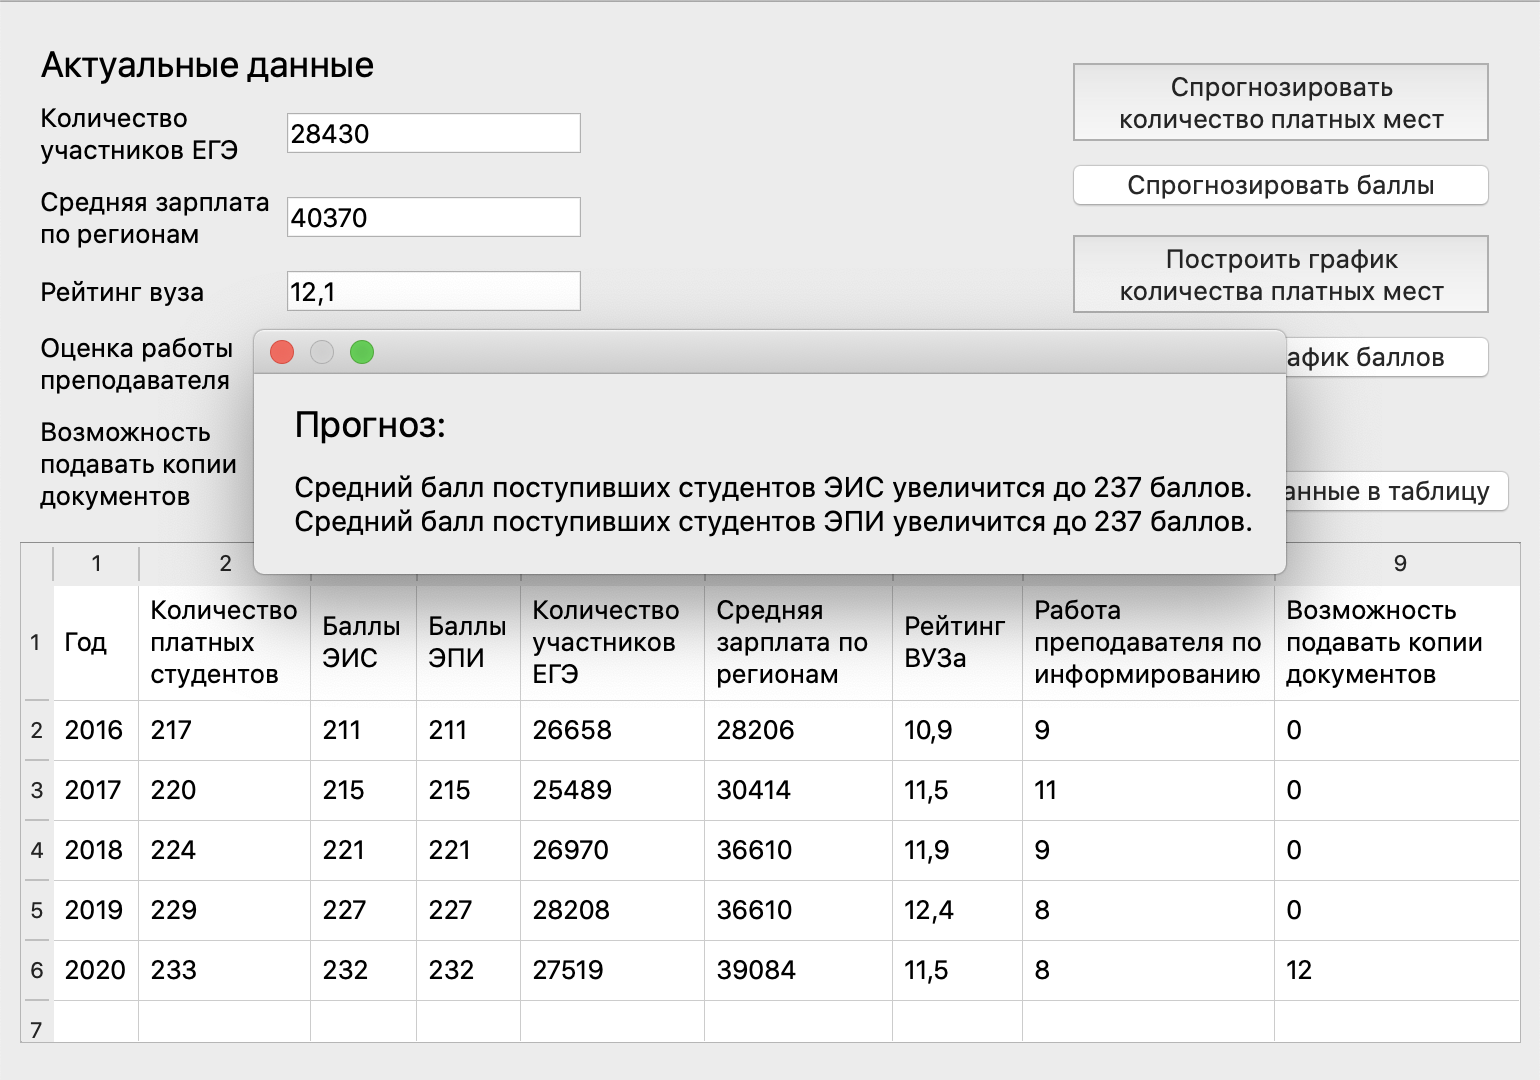 Актуальные данные
Количество
участников ЕГЭ
28430
Средняя зарплата
по регионам
40370
Рейтинг вуза
12,1
Оценка работы
преподавателя
Возможность
подавать копии
документов
Спрогнозировать
количество платных мест
Спрогнозировать баллы
Построить график
количества платных мест
афик баллов
анные в таблицу
Прогноз:
Средний балл поступивших студентов ЭИС увеличится до 237 баллов.
Средний балл поступивших студентов ЭПИ увеличится до 237 баллов.
1 2 9
1 Год Количество платных студентов Баллы ЭИС Баллы ЭПИ Количество участников ЕГЭ Средняя зарплата по регионам Рейтинг ВУЗа Работа преподавателя по информированию Возможность подавать копии документов
2 2016 217 211 211 26658 28206 10,9 9 0
3 2017 220 215 215 25489 30414 11,5 11 0
4 2018 224 221 221 26970 36610 11,9 9 0
5 2019 229 227 227 28208 36610 12,4 8 0
6 2020 233 232 232 27519 39084 11,5 8 12
7